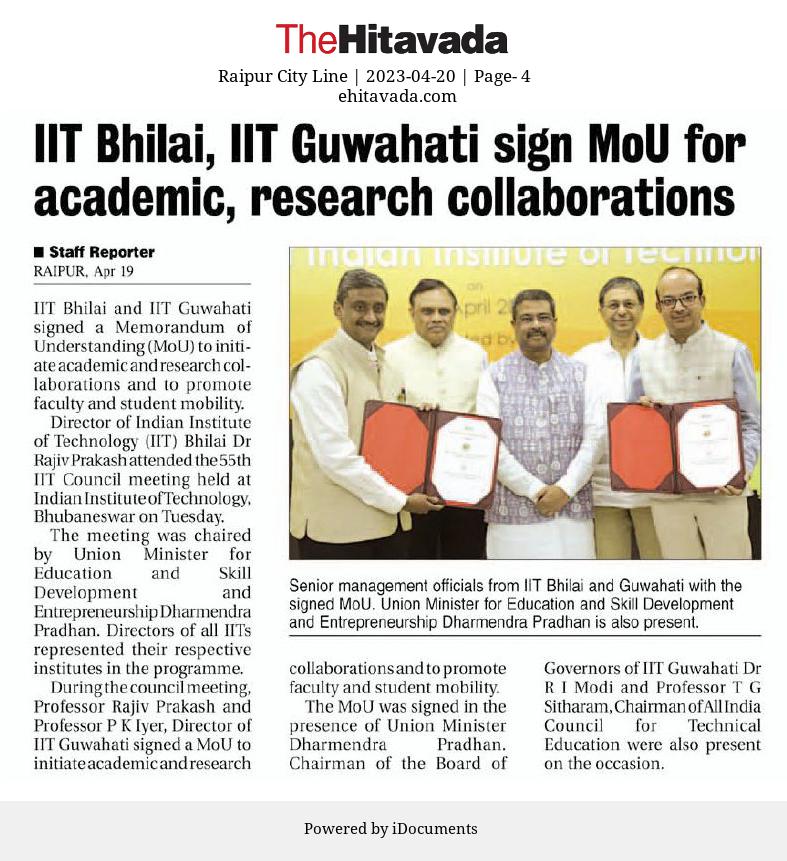 TheHitavada
Raipur City Line | 2023-04-20 | Page- 4
ehitavada.com
IIT Bhilai, IIT Guwahati sign MoU for
academic, research collaborations
■ Staff Reporter
RAIPUR, Apr 19
IIT Bhilai and IIT Guwahati
signed a Memorandum of
Understanding (MoU) to initi-
ate academic and research col-
laborations and to promote
faculty and student mobility.
Director of Indian Institute
of Technology (IIT) Bhilai Dr
Rajiv Prakash attended the 55th
IIT Council meeting held at
Indian Institute of Technology,
Bhubaneswar on Tuesday.
The meeting was chaired
by Union Minister for
Education and Skill
Development and
Entrepreneurship Dharmendra
Pradhan. Directors of all IITs
represented their respective
institutes in the programme.
During the council meeting,
Professor Rajiv Prakash and
Professor P K Iyer, Director of
IIT Guwahati signed a MoU to
initiate academic and research
Indian Institute of Technol
on
April 2
ed by
Senior management officials from IIT Bhilai and Guwahati with the
signed MoU. Union Minister for Education and Skill Development
and Entrepreneurship Dharmendra Pradhan is also present.
collaborations and to promote
faculty and student mobility.
The MoU was signed in the
presence of Union Minister
Dharmendra Pradhan.
Chairman of the Board of
Governors of IIT Guwahati Dr
R I Modi and Professor T G
Sitharam, Chairman of All India
Council for Technical
Education were also present
on the occasion.
Powered by iDocuments